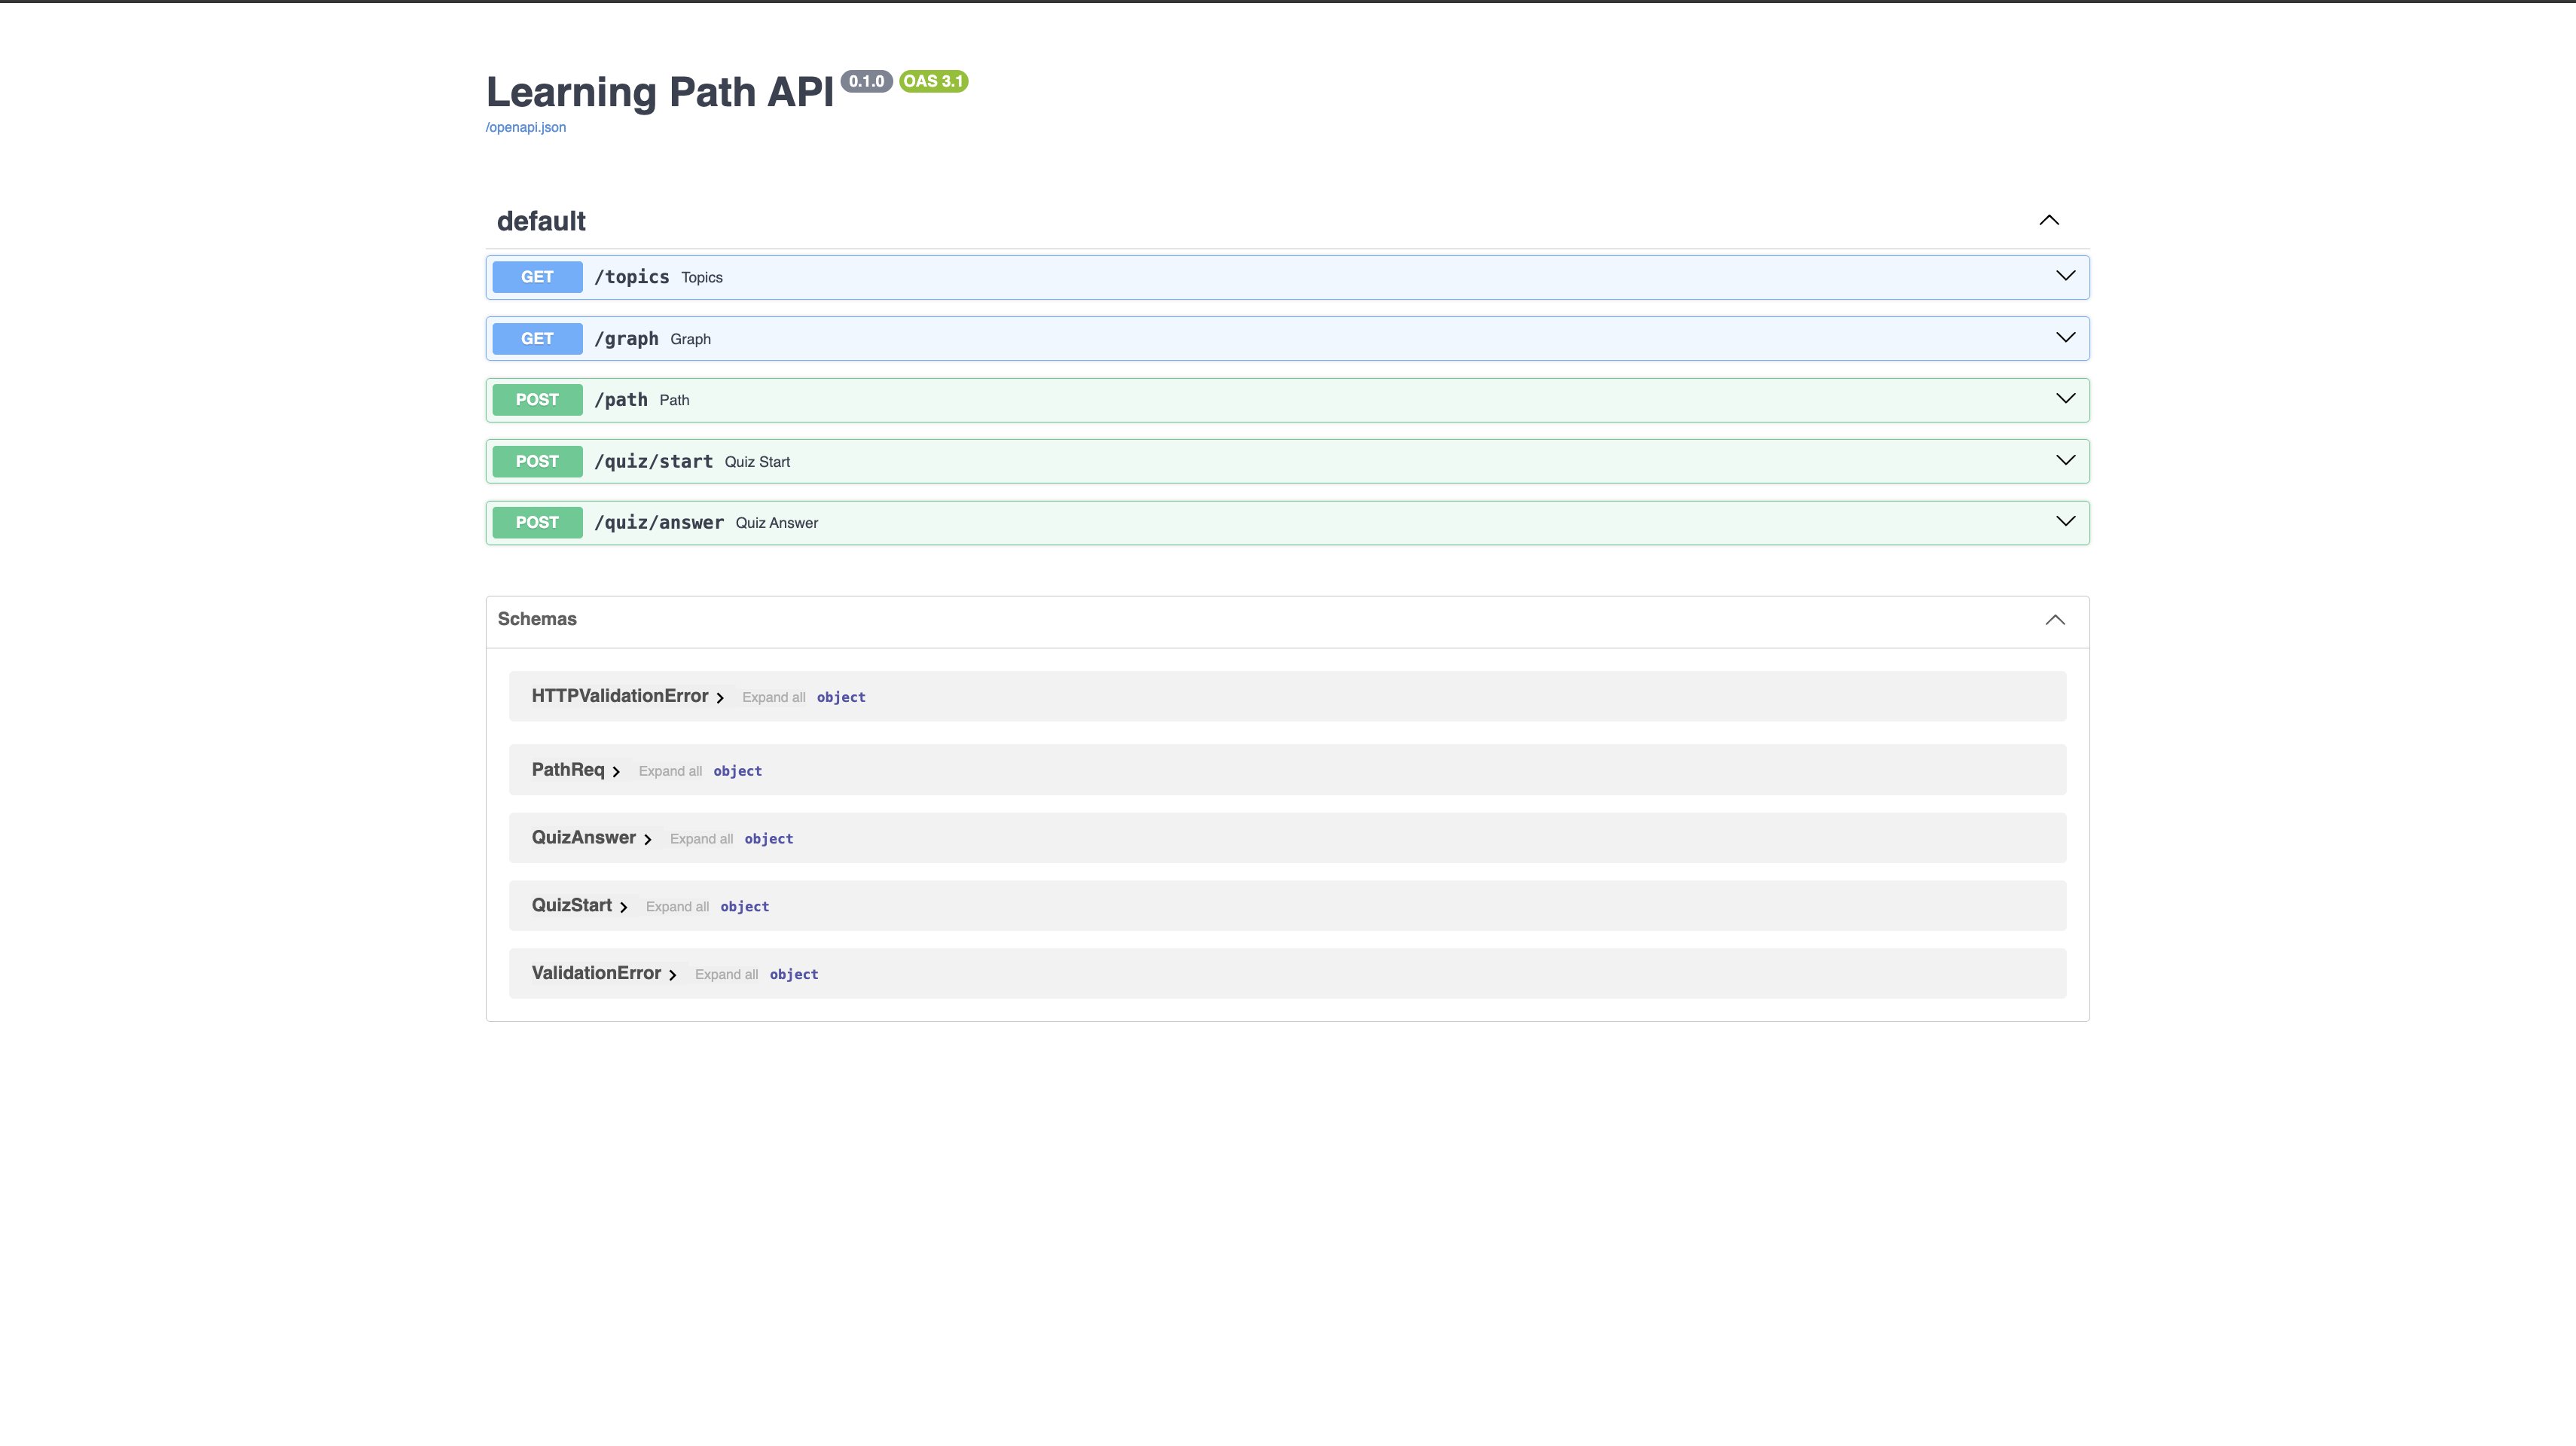 Learning Path API 0.1.0 OAS 3.1
/openapi.json
default
GET /topics Topics
GET /graph Graph
POST /path Path
POST /quiz/start Quiz Start
POST /quiz/answer Quiz Answer
Schemas
HTTPValidationError Expand all object
PathReq Expand all object
QuizAnswer Expand all object
QuizStart Expand all object
ValidationError Expand all object